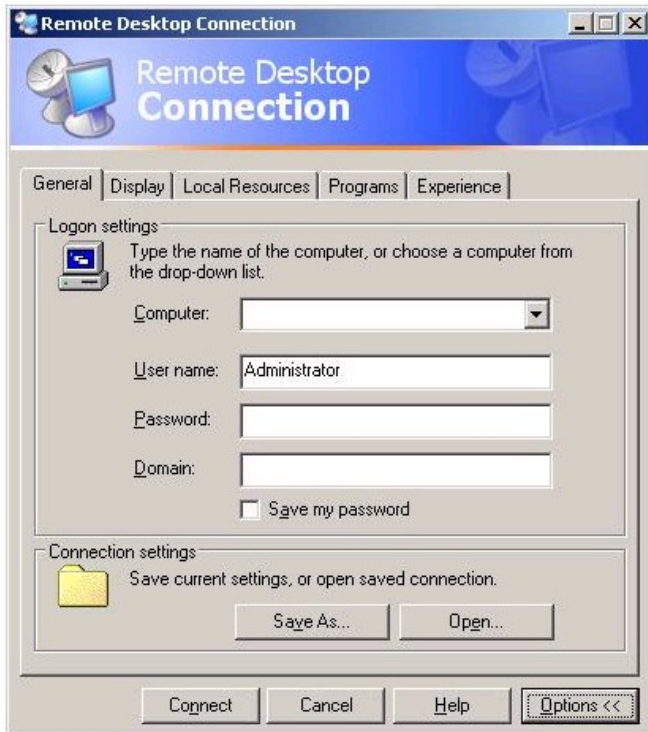 Remote Desktop Connection
Remote Desktop
Connection
General Display Local Resources Programs Experience
Logon settings
Type the name of the computer, or choose a computer from
the drop-down list.
Computer:
User name: Administrator
Password:
Domain:
Save my password
Connection settings
Save current settings, or open saved connection.
Save As... Open...
Connect Cancel Help Options <<